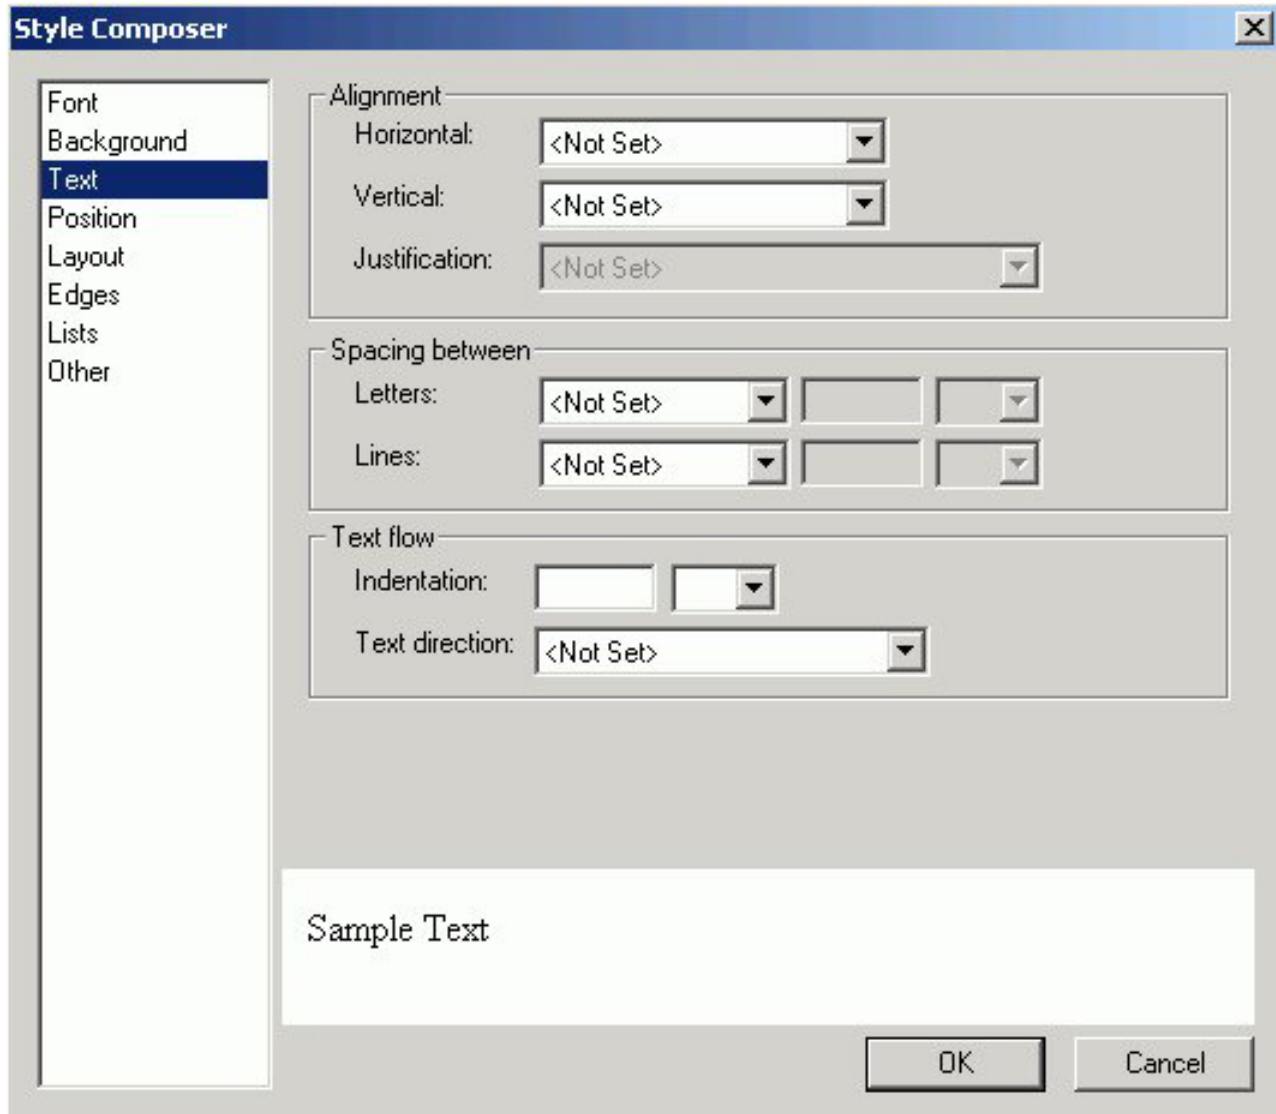 Style Composer
Font
Background
Text
Position
Layout
Edges
Lists
Other
Alignment
Horizontal: <Not Set>
Vertical: <Not Set>
Justification: <Not Set>
Spacing between
Letters: <Not Set>
Lines: <Not Set>
Text flow
Indentation:
Text direction: <Not Set>
Sample Text
OK Cancel